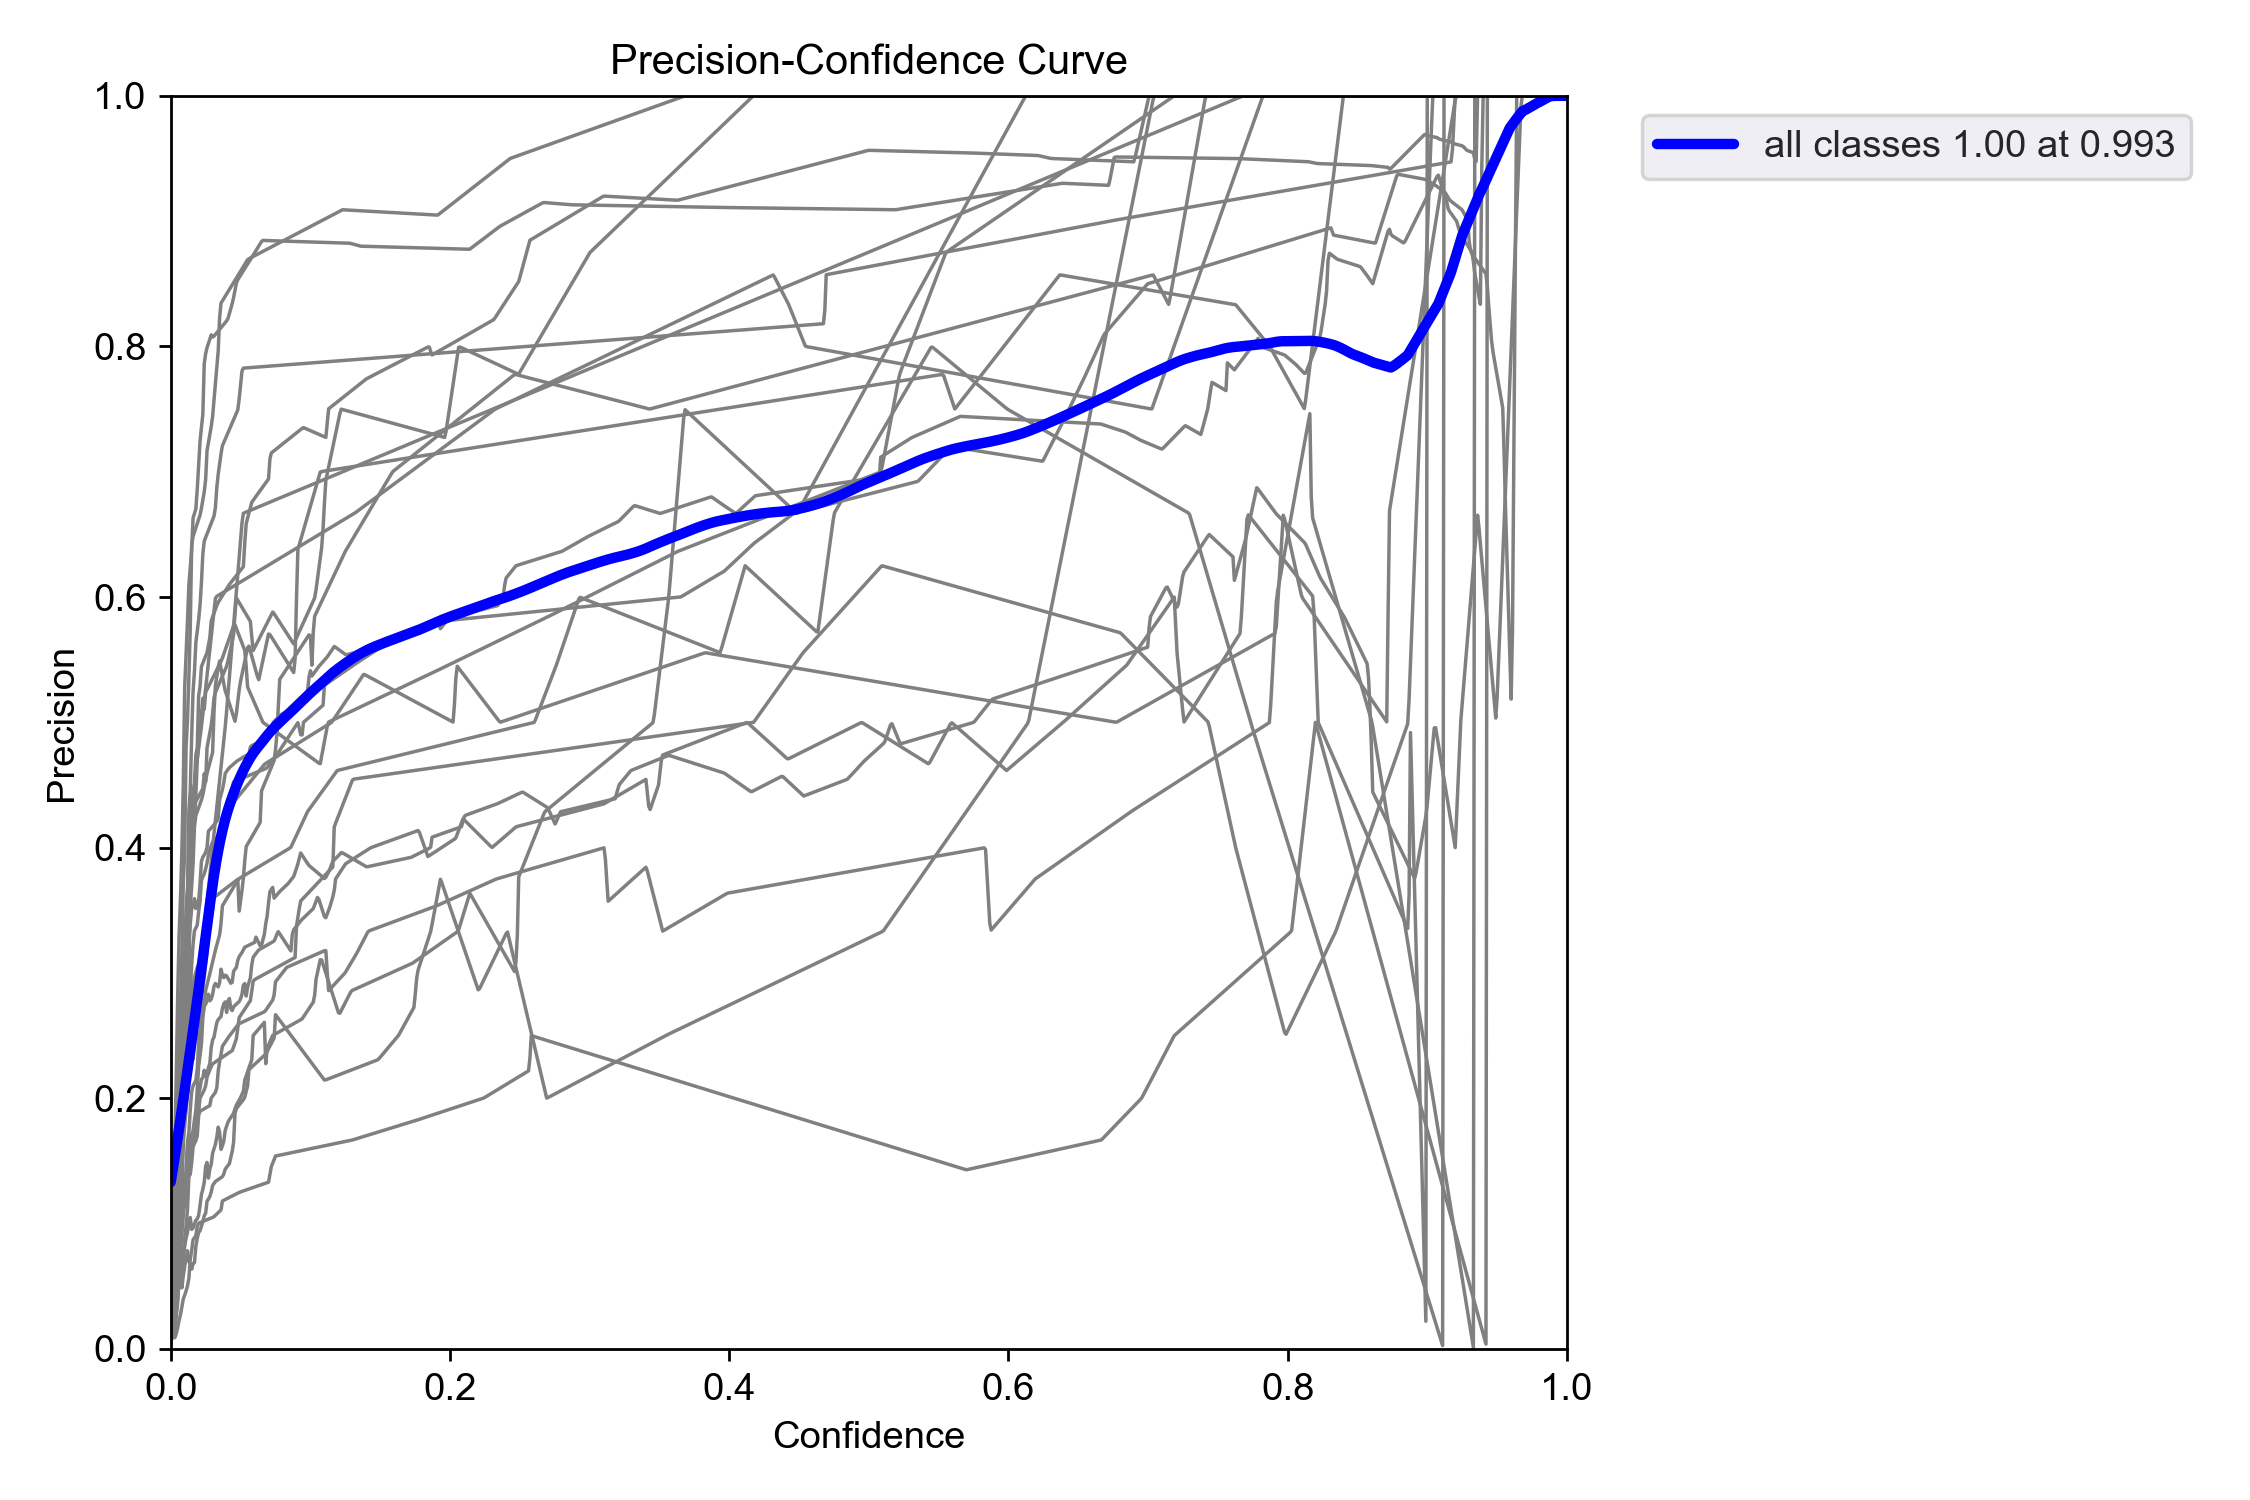 Precision-Confidence Curve
1.0
0.8
0.6
0.4
0.2
0.0
Precision
0.0 0.2 0.4 0.6 0.8 1.0
Confidence
all classes 1.00 at 0.993